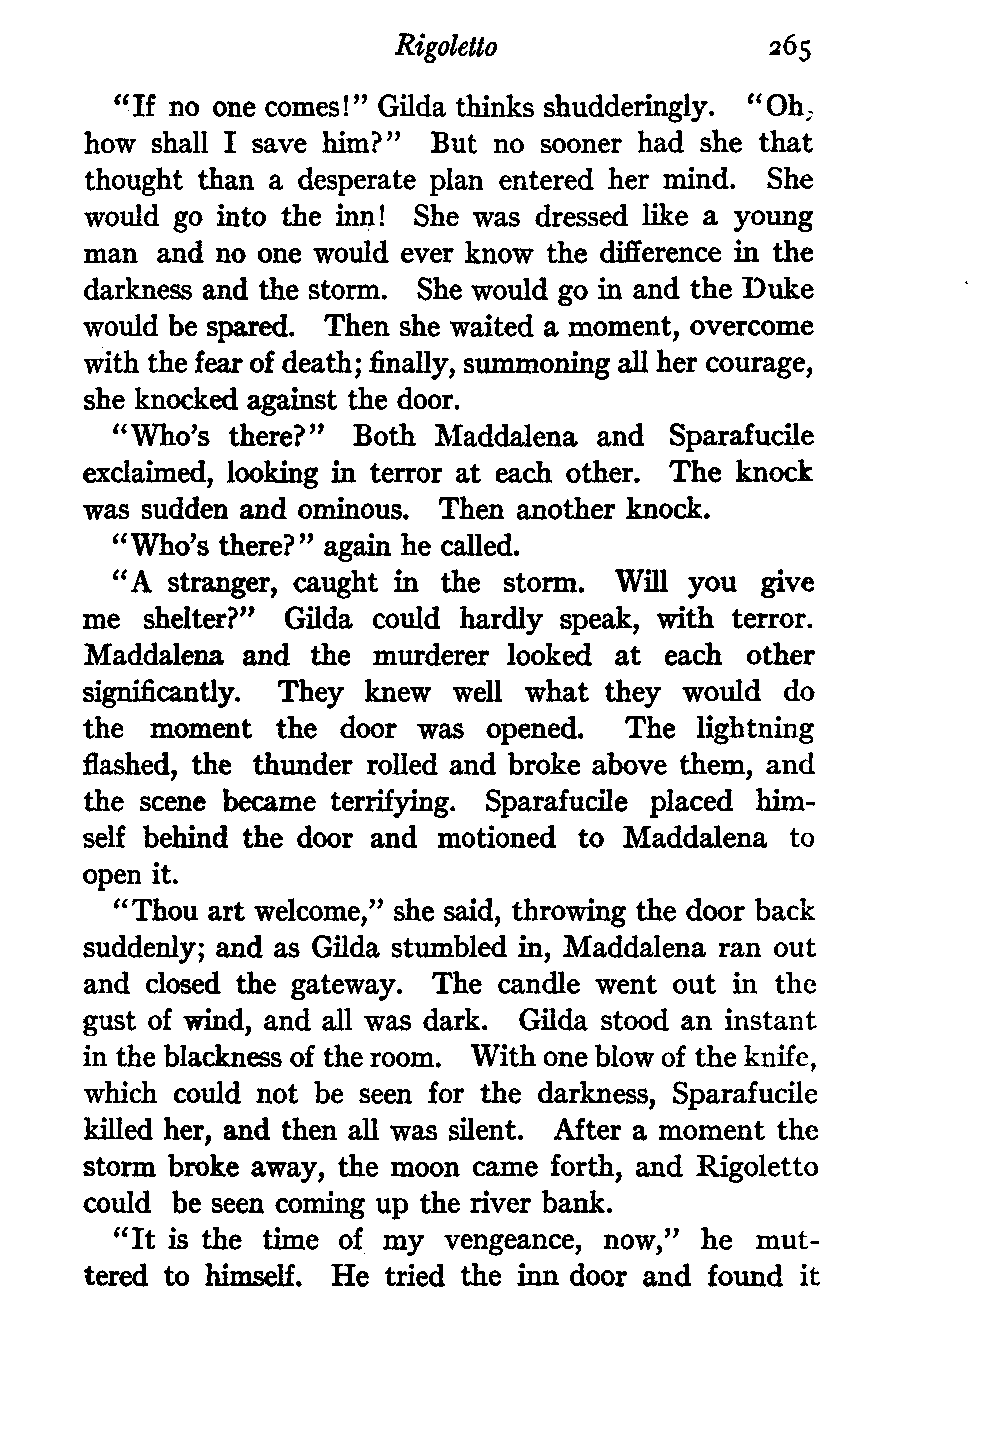 Rigoletto 265
“If no one comes!” Gilda thinks shudderingly. “Oh,
how shall I save him?” But no sooner had she that
thought than a desperate plan entered her mind. She
would go into the inn! She was dressed like a young
man and no one would ever know the difference in the
darkness and the storm. She would go in and the Duke
would be spared. Then she waited a moment, overcome
with the fear of death; finally, summoning all her courage,
she knocked against the door.
“Who’s there?” Both Maddalena and Sparafucile
exclaimed, looking in terror at each other. The knock
was sudden and ominous. Then another knock.
“Who’s there?” again he called.
“A stranger, caught in the storm. Will you give
me shelter?” Gilda could hardly speak, with terror.
Maddalena and the murderer looked at each other
significantly. They knew well what they would do
the moment the door was opened. The lightning
flashed, the thunder rolled and broke above them, and
the scene became terrifying. Sparafucile placed him-
self behind the door and motioned to Maddalena to
open it.
“Thou art welcome,” she said, throwing the door back
suddenly; and as Gilda stumbled in, Maddalena ran out
and closed the gateway. The candle went out in the
gust of wind, and all was dark. Gilda stood an instant
in the blackness of the room. With one blow of the knife,
which could not be seen for the darkness, Sparafucile
killed her, and then all was silent. After a moment the
storm broke away, the moon came forth, and Rigoletto
could be seen coming up the river bank.
“It is the time of my vengeance, now,” he mut-
tered to himself. He tried the inn door and found it